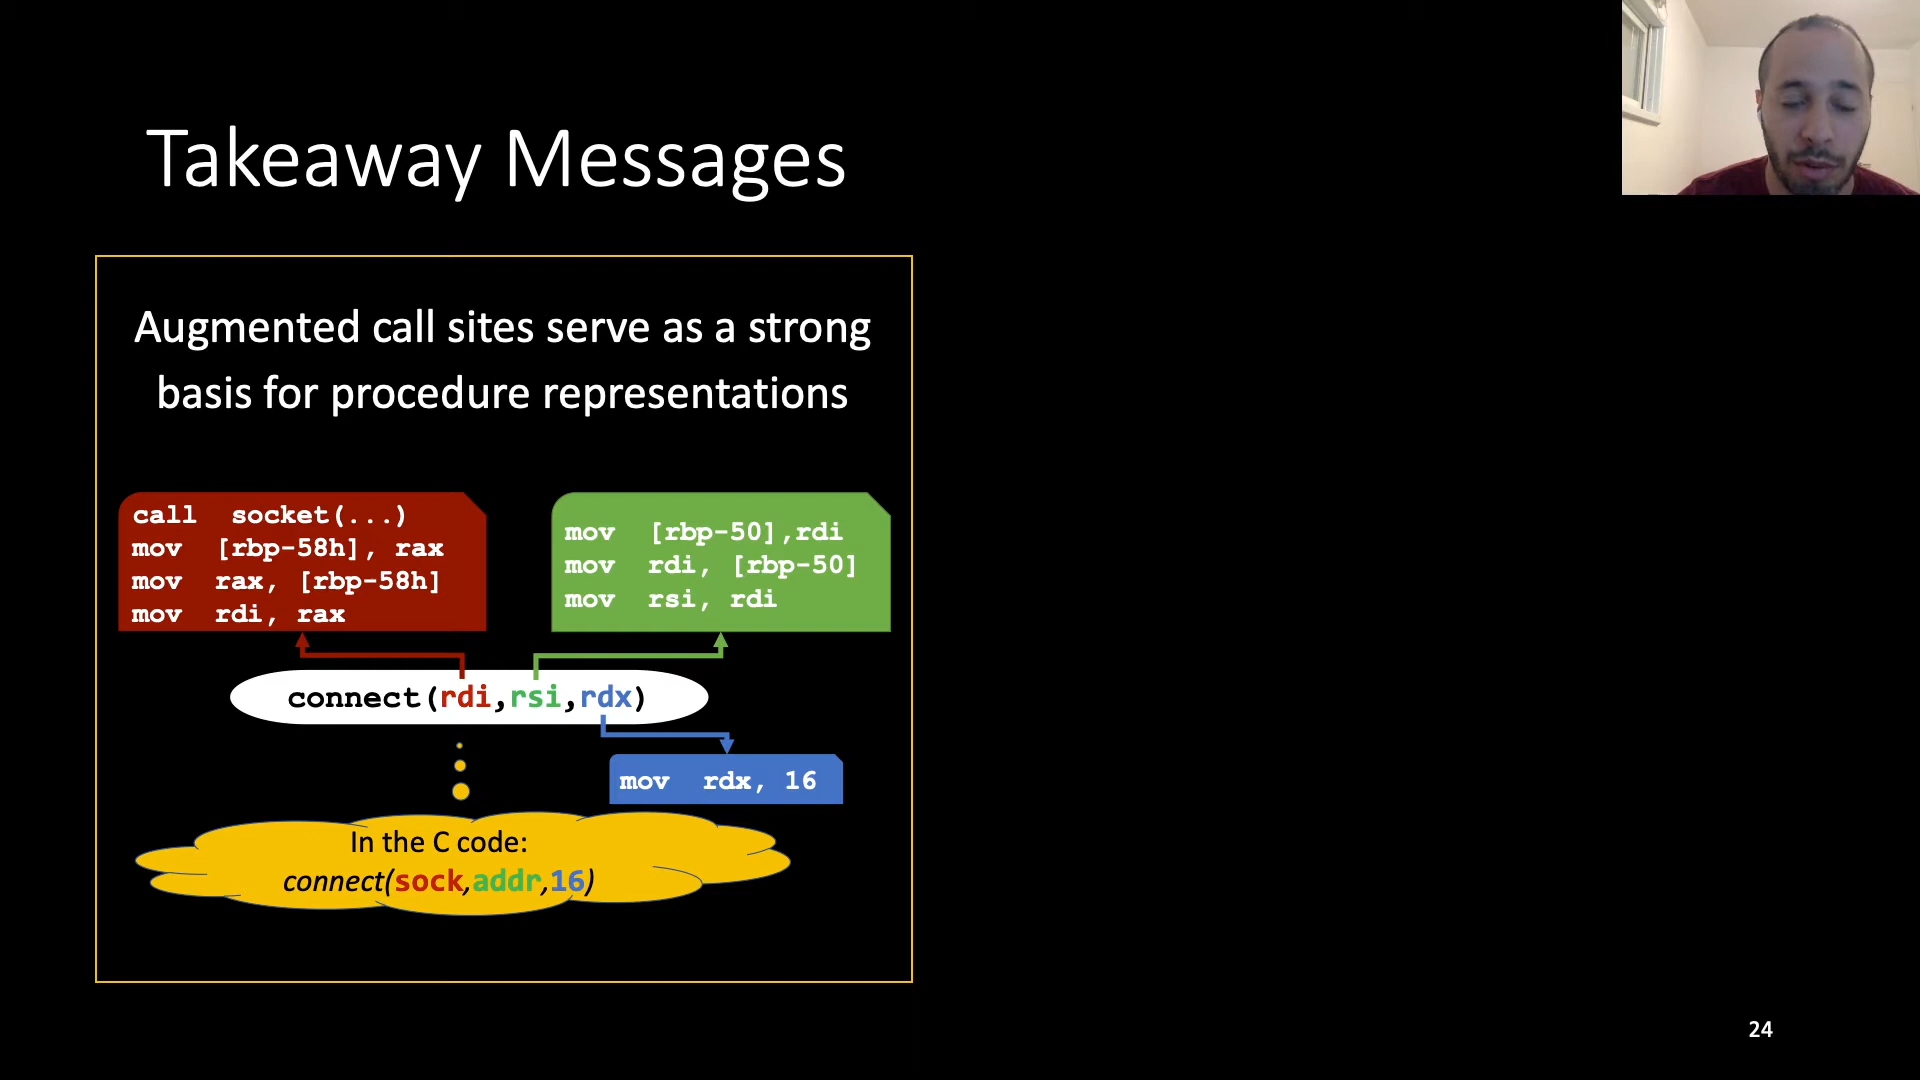 Takeaway Messages
Augmented call sites serve as a strong
basis for procedure representations
call socket(...)
mov [rbp-58h], rax
mov rax, [rbp-58h]
mov rdi, rax
mov [rbp-50],rdi
mov rdi, [rbp-50]
mov rsi, rdi
connect(rdi,rsi,rdx)
mov rdx, 16
In the C code:
connect(sock,addr,16)
24